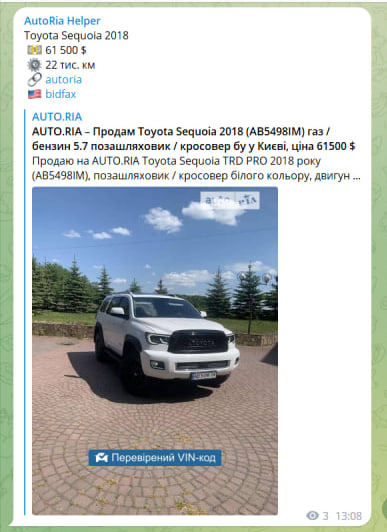 AutoRia Helper
Toyota Sequoia 2018
61 500 $
22 тис. км
autoria
bidfax
AUTO.RIA
AUTO.RIA – Продам Toyota Sequoia 2018 (AB5498IM) газ /
бензин 5.7 позашляховик / кросовер бу у Києві, ціна 61500 $
Продаю на AUTO.RIA Toyota Sequoia TRD PRO 2018 року
(AB5498IM), позашляховик / кросовер білого кольору, двигун ...
TOYOTA
Перевірений VIN-код
3 13:08